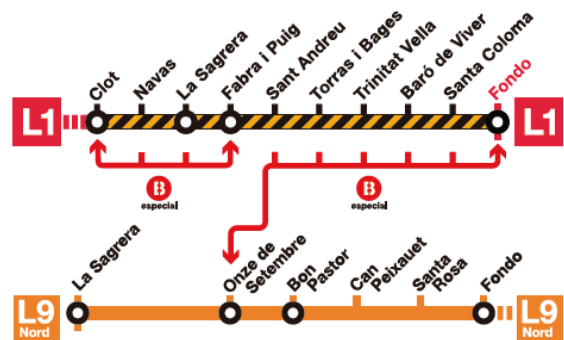 Clot
Navas
La Sagrera
Fabra i Puig
Sant Andreu
Torras i Bages
Trinitat Vella
Baró de Viver
Santa Coloma
Fondo
L1
L1
B
especial
B
especial
La Sagrera
Onze de
Setembre
Bon
Pastor
Can
Peixauet
Santa
Rosa
Fondo
L9
Nord
L9
Nord